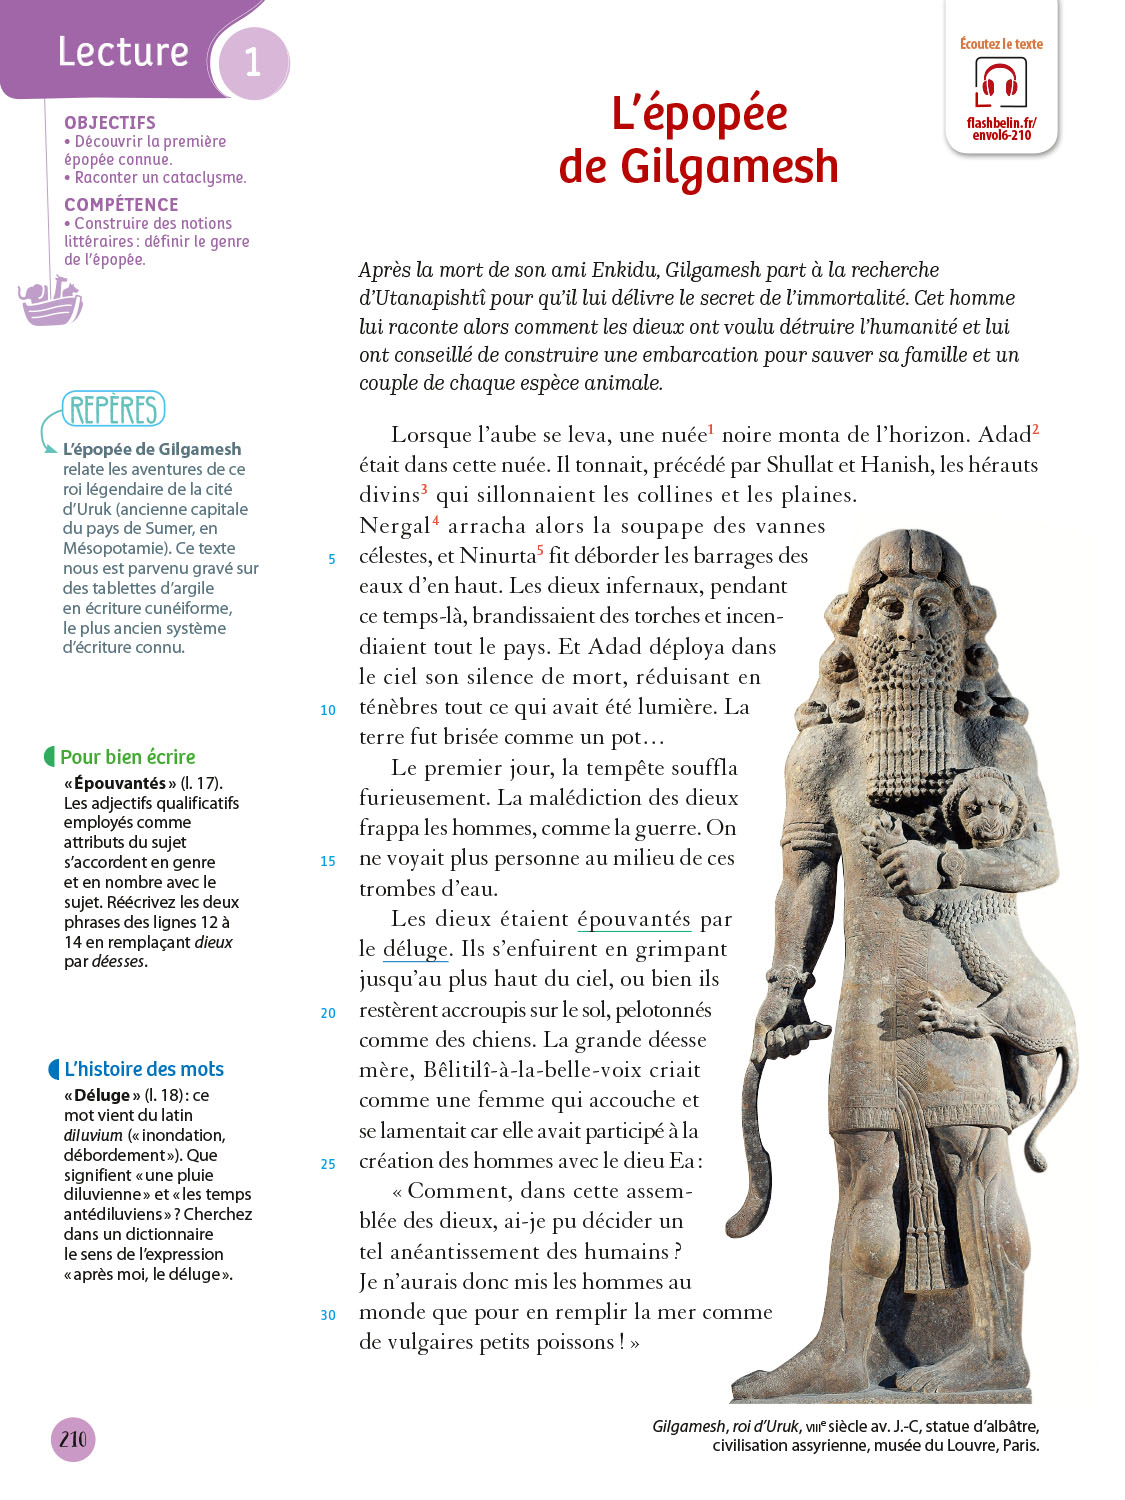 Lecture 1
OBJECTIFS
• Découvrir la première
épopée connue.
• Raconter un cataclysme.
COMPÉTENCE
• Construire des notions
littéraires : définir le genre
de l'épopée.
Écoutez le texte
flashbelin.fr/
envol6-210
L'épopée
de Gilgamesh
Après la mort de son ami Enkidu, Gilgamesh part à la recherche
d'Utanapishtî pour qu'il lui délivre le secret de l'immortalité. Cet homme
lui raconte alors comment les dieux ont voulu détruire l'humanité et lui
ont conseillé de construire une embarcation pour sauver sa famille et un
couple de chaque espèce animale.
REPÈRES
L'épopée de Gilgamesh
relate les aventures de ce
roi légendaire de la cité
d'Uruk (ancienne capitale
du pays de Sumer, en
Mésopotamie). Ce texte
nous est parvenu gravé sur
des tablettes d'argile
en écriture cunéiforme,
le plus ancien système
d'écriture connu.
Pour bien écrire
« Épouvantés » (l. 17).
Les adjectifs qualificatifs
employés comme
attributs du sujet
s'accordent en genre
et en nombre avec le
sujet. Réécrivez les deux
phrases des lignes 12 à
14 en remplaçant dieux
par déesses.
L'histoire des mots
« Déluge » (l. 18) : ce
mot vient du latin
diluvium (« inondation,
débordement »). Que
signifient « une pluie
diluvienne » et « les temps
antédiluviens » ? Cherchez
dans un dictionnaire
le sens de l'expression
« après moi, le déluge ».
Lorsque l'aube se leva, une nuée¹ noire monta de l'horizon. Adad²
était dans cette nuée. Il tonnait, précédé par Shullat et Hanish, les hérauts
divins³ qui sillonnaient les collines et les plaines.
Nergal⁴ arracha alors la soupape des vannes
5 célestes, et Ninurta⁵ fit déborder les barrages des
eaux d'en haut. Les dieux infernaux, pendant
ce temps-là, brandissaient des torches et incen-
diaient tout le pays. Et Adad déploya dans
le ciel son silence de mort, réduisant en
10 ténèbres tout ce qui avait été lumière. La
terre fut brisée comme un pot…
Le premier jour, la tempête souffla
furieusement. La malédiction des dieux
frappa les hommes, comme la guerre. On
15 ne voyait plus personne au milieu de ces
trombes d'eau.
Les dieux étaient épouvantés par
le déluge. Ils s'enfuirent en grimpant
jusqu'au plus haut du ciel, ou bien ils
20 restèrent accroupis sur le sol, pelotonnés
comme des chiens. La grande déesse
mère, Bêlitilî-à-la-belle-voix criait
comme une femme qui accouche et
se lamentait car elle avait participé à la
25 création des hommes avec le dieu Ea :
« Comment, dans cette assem-
blée des dieux, ai-je pu décider un
tel anéantissement des humains ?
Je n'aurais donc mis les hommes au
30 monde que pour en remplir la mer comme
de vulgaires petits poissons ! »
Gilgamesh, roi d'Uruk, VIIIe siècle av. J.-C, statue d'albâtre,
civilisation assyrienne, musée du Louvre, Paris.
210